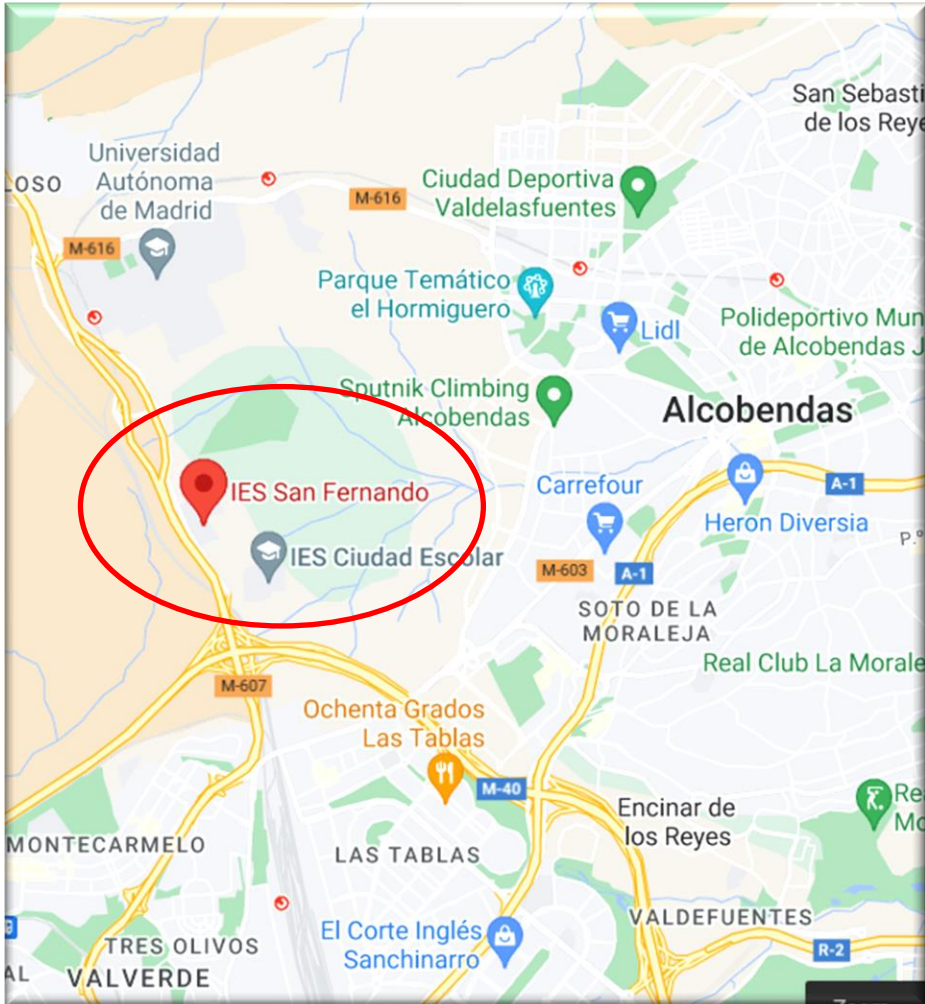 San Sebasti
de los Reye
Universidad
Autónoma
de Madrid
LOSO
M-616
Ciudad Deportiva
Valdelasfuentes
M-616
Parque Temático
el Hormiguero
Lidl
Polideportivo Mun
de Alcobendas J
Sputnik Climbing
Alcobendas
Alcobendas
IES San Fernando
Carrefour
A-1
Heron Diversia
P.º
IES Ciudad Escolar
M-603
A-1
SOTO DE LA
MORALEJA
Real Club La Morale
M-607
Ochenta Grados
Las Tablas
M-40
Encinar de
los Reyes
Rea
Mo
MONTECARMELO
LAS TABLAS
VALDEFUENTES
El Corte Inglés
Sanchinarro
TRES OLIVOS
R-2
AL
VALVERDE